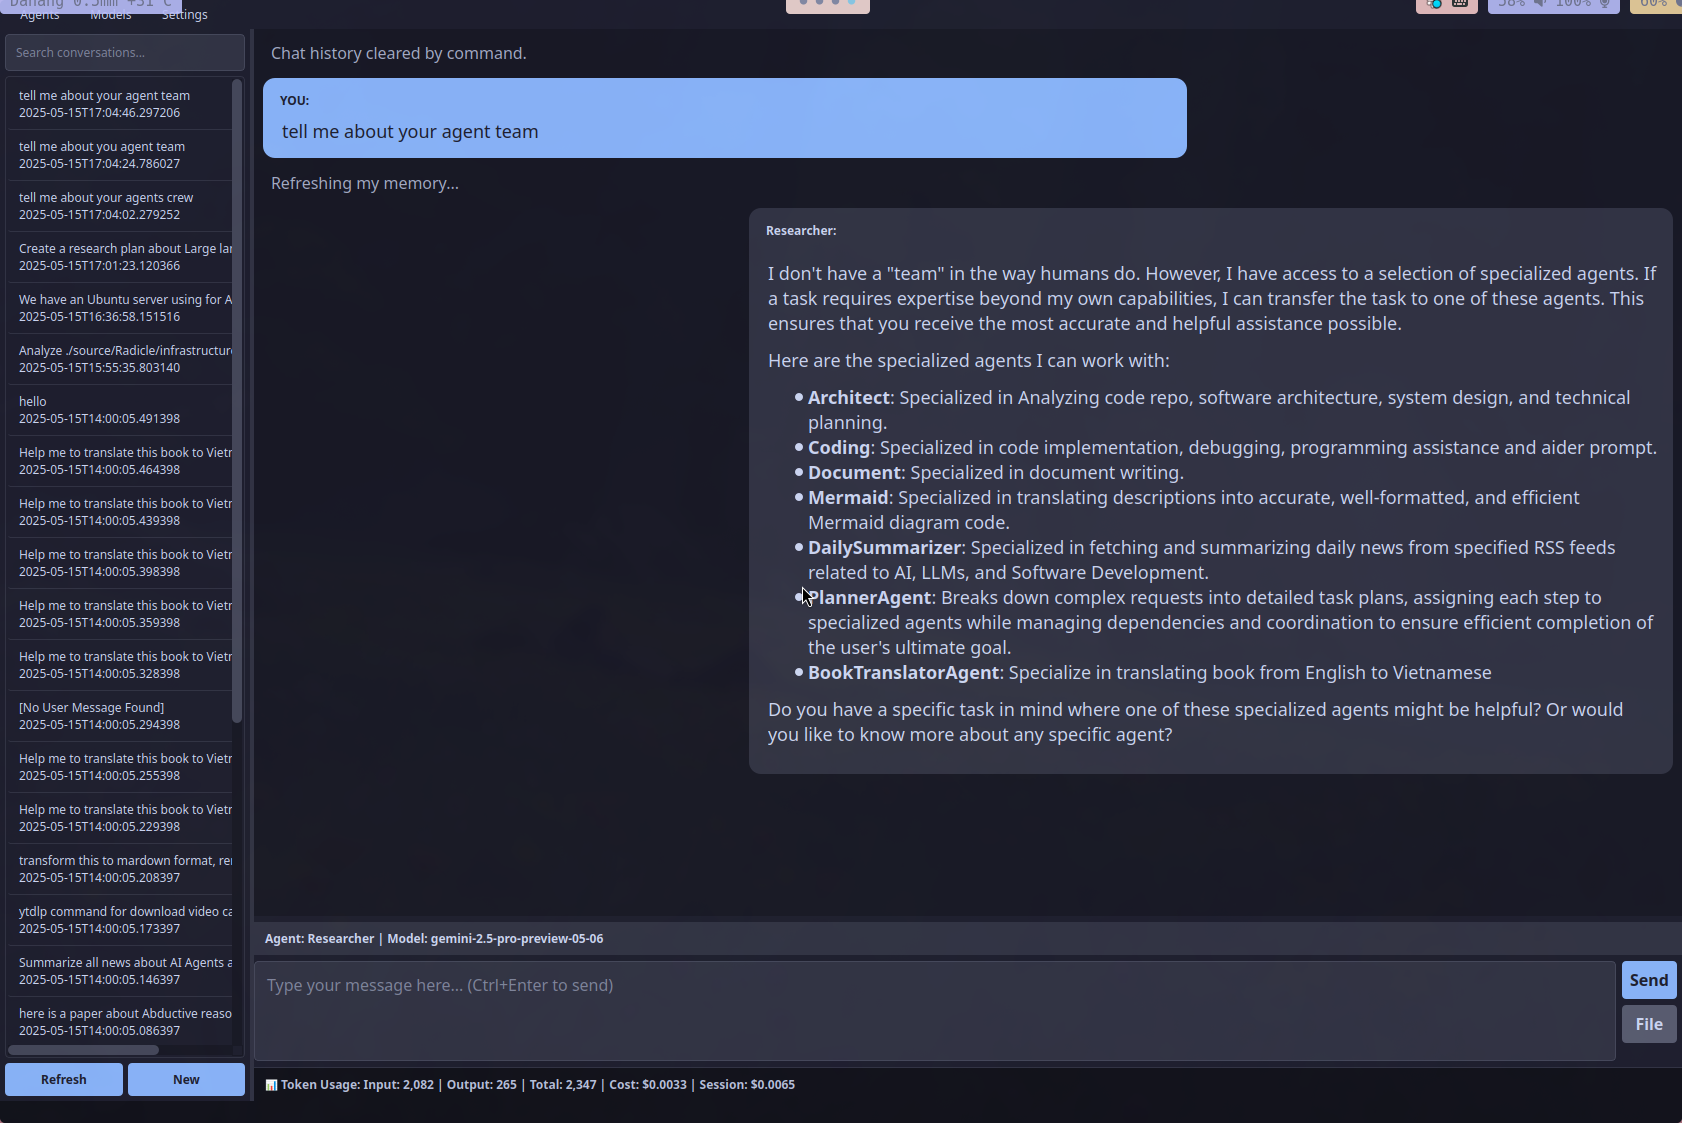 Danang 0.5mm +31°C
58% 100%
60%
Agents Models Settings
Search conversations...
tell me about your agent team
2025-05-15T17:04:46.297206
tell me about you agent team
2025-05-15T17:04:24.786027
tell me about your agents crew
2025-05-15T17:04:02.279252
Create a research plan about Large lar
2025-05-15T17:01:23.120366
We have an Ubuntu server using for A
2025-05-15T16:36:58.151516
Analyze ./source/Radicle/infrastructure
2025-05-15T15:55:35.803140
hello
2025-05-15T14:00:05.491398
Help me to translate this book to Vietr
2025-05-15T14:00:05.464398
Help me to translate this book to Vietr
2025-05-15T14:00:05.439398
Help me to translate this book to Vietr
2025-05-15T14:00:05.398398
Help me to translate this book to Vietr
2025-05-15T14:00:05.359398
Help me to translate this book to Vietr
2025-05-15T14:00:05.328398
[No User Message Found]
2025-05-15T14:00:05.294398
Help me to translate this book to Vietr
2025-05-15T14:00:05.255398
Help me to translate this book to Vietr
2025-05-15T14:00:05.229398
transform this to mardown format, rer
2025-05-15T14:00:05.208397
ytdlp command for download video ca
2025-05-15T14:00:05.173397
Summarize all news about AI Agents a
2025-05-15T14:00:05.146397
here is a paper about Abductive reaso
2025-05-15T14:00:05.086397
Refresh New
Chat history cleared by command.
YOU:
tell me about your agent team
Refreshing my memory...
Researcher:
I don't have a "team" in the way humans do. However, I have access to a selection of specialized agents. If
a task requires expertise beyond my own capabilities, I can transfer the task to one of these agents. This
ensures that you receive the most accurate and helpful assistance possible.
Here are the specialized agents I can work with:
• Architect: Specialized in Analyzing code repo, software architecture, system design, and technical
planning.
• Coding: Specialized in code implementation, debugging, programming assistance and aider prompt.
• Document: Specialized in document writing.
• Mermaid: Specialized in translating descriptions into accurate, well-formatted, and efficient
Mermaid diagram code.
• DailySummarizer: Specialized in fetching and summarizing daily news from specified RSS feeds
related to AI, LLMs, and Software Development.
• PlannerAgent: Breaks down complex requests into detailed task plans, assigning each step to
specialized agents while managing dependencies and coordination to ensure efficient completion of
the user's ultimate goal.
• BookTranslatorAgent: Specialize in translating book from English to Vietnamese
Do you have a specific task in mind where one of these specialized agents might be helpful? Or would
you like to know more about any specific agent?
Agent: Researcher | Model: gemini-2.5-pro-preview-05-06
Type your message here... (Ctrl+Enter to send)
Send
File
Token Usage: Input: 2,082 | Output: 265 | Total: 2,347 | Cost: $0.0033 | Session: $0.0065